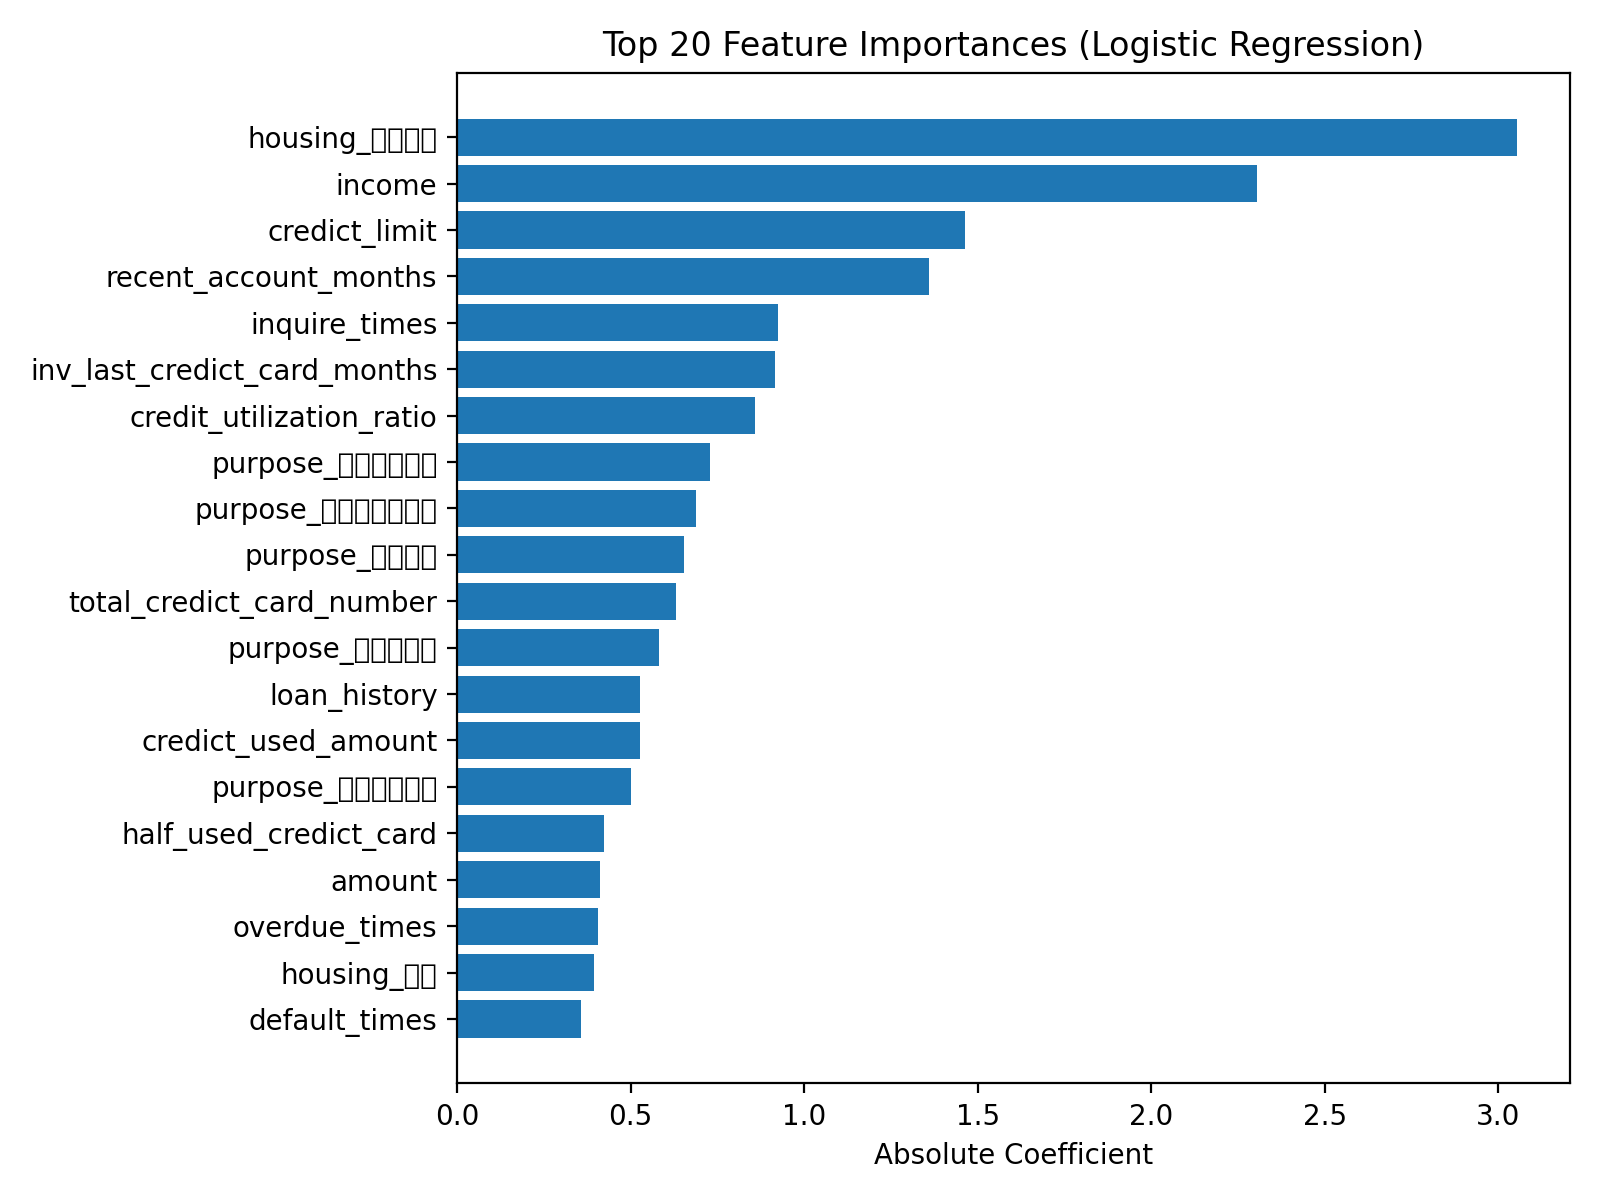 Top 20 Feature Importances (Logistic Regression)
housing_□□□□
income
credict_limit
recent_account_months
inquire_times
inv_last_credict_card_months
credit_utilization_ratio
purpose_□□□□□□
purpose_□□□□□□□
purpose_□□□□
total_credict_card_number
purpose_□□□□□
loan_history
credict_used_amount
purpose_□□□□□□
half_used_credict_card
amount
overdue_times
housing_□□
default_times
0.0 0.5 1.0 1.5 2.0 2.5 3.0
Absolute Coefficient